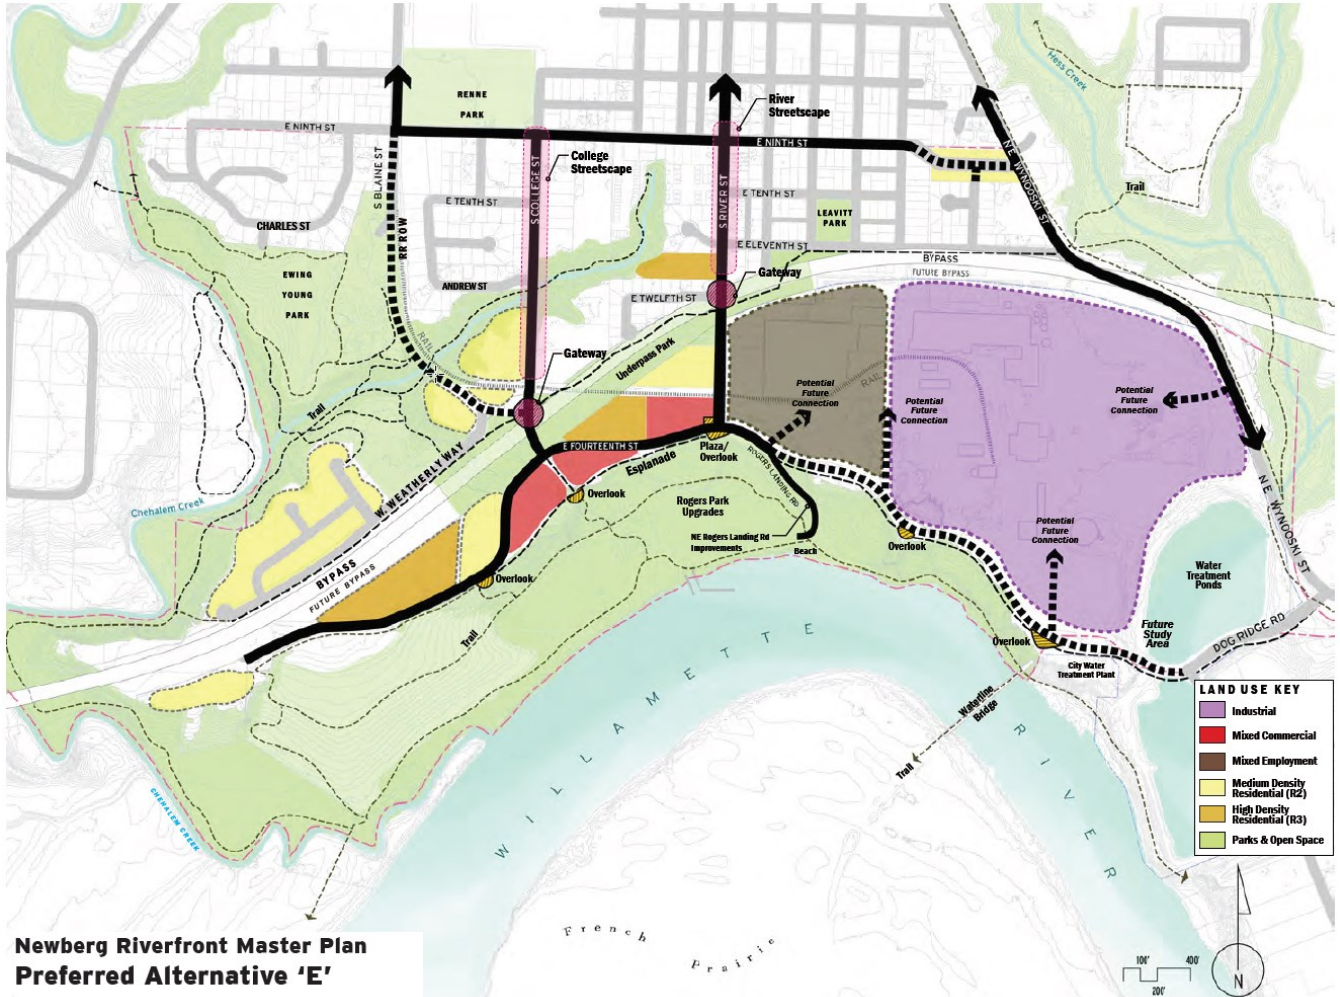 Hess Creek
RENNE
PARK
River
Streetscape
E NINTH ST
E NINTH ST
NE WYNOOSKI ST
College
Streetscape
S BLAINE ST
S COLLEGE ST
S RIVER ST
Trail
E TENTH ST
E TENTH ST
LEAVITT
PARK
CHARLES ST
RR ROW
E ELEVENTH ST
BYPASS
FUTURE BYPASS
EWING
YOUNG
PARK
ANDREW ST
Gateway
E TWELFTH ST
RAIL
Gateway
Underpass Park
RAIL
Potential
Future
Connection
Potential
Future
Connection
Potential
Future
Connection
Trail
E FOURTEENTH ST
Plaza/
Overlook
Esplanade
ROGERS LANDING RD
W. WEATHERLY WAY
Overlook
Rogers Park
Upgrades
NE WYNOOSKI ST
Chehalem Creek
NE Rogers Landing Rd
Improvements
Beach
Overlook
Potential
Future
Connection
BYPASS
FUTURE BYPASS
Overlook
Water
Treatment
Ponds
Trail
Overlook
Future
Study
Area
DOG RIDGE RD
City Water
Treatment Plant
Waterline
Bridge
Trail
WILLAMETTE RIVER
CHEHALEM CREEK
LAND USE KEY
Industrial
Mixed Commercial
Mixed Employment
Medium Density
Residential (R2)
High Density
Residential (R3)
Parks & Open Space
French
Prairie
Newberg Riverfront Master Plan
Preferred Alternative ‘E’
100' 400'
200'
N